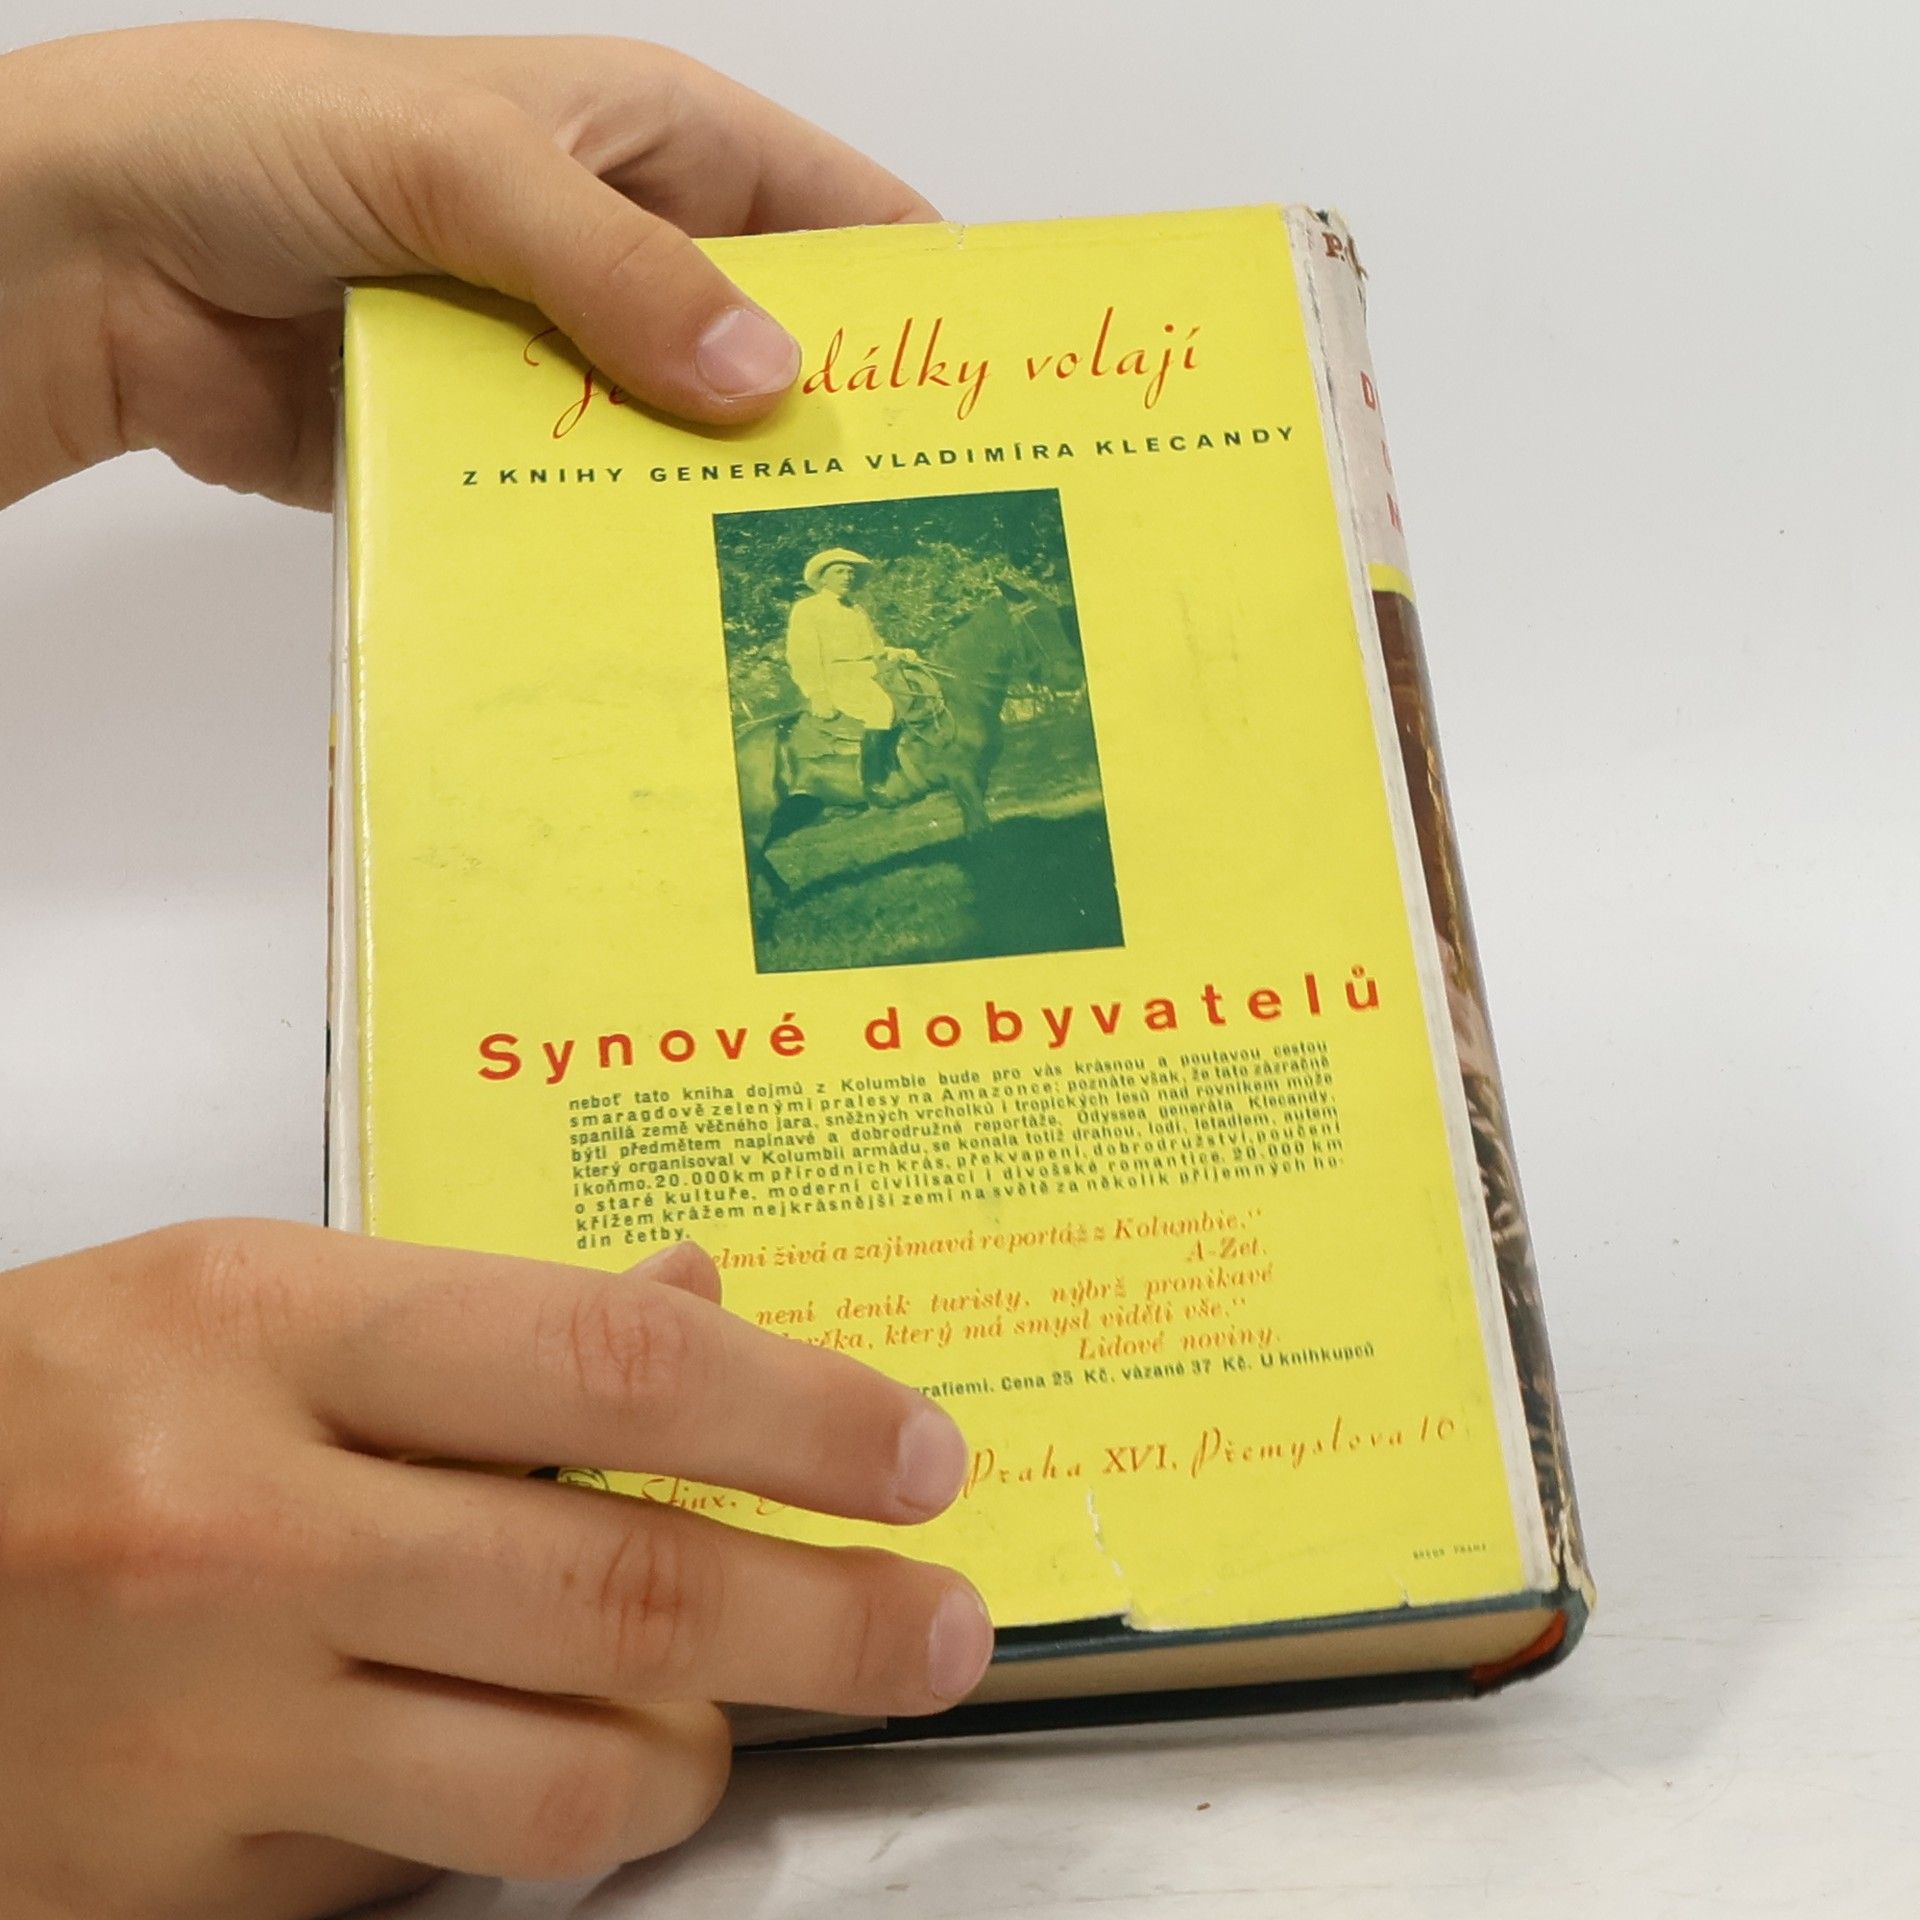 dálky volají
Z KNIHY GENERÁLA VLADIMÍRA KLECANDY
Synové dobyvatelů
neboť tato kniha dojmů z Kolumbie bude pro vás krásnou a poutavou cestou
smaragdově zelenými pralesy na Amazonce; poznáte však, že tato zázračně
spanilá země věčného jara, sněžných vrcholků i tropických lesů nad rovníkem může
býti předmětem napínavé a dobrodružné reportáže. Odyssea generála Klecandy,
který organisoval v Kolumbii armádu, se konala totiž drahou, lodí, letadlem, autem
i koňmo. 20.000 km přírodních krás, překvapení, dobrodružství, poučení
o staré kultuře, moderní civilisaci i divošské romantice. 20.000 km
křížem krážem nejkrásnější zemí na světě za několik příjemných ho-
din četby.
elmi živá a zajímavá reportáž z Kolumbie."
A-Zet.
není deník turisty, nýbrž pronikavé
který má smysl viděti vše."
Lidové noviny.
Cena 25 Kč, vázané 37 Kč. U knihkupců
Praha XVI, Přemyslova 10
P.